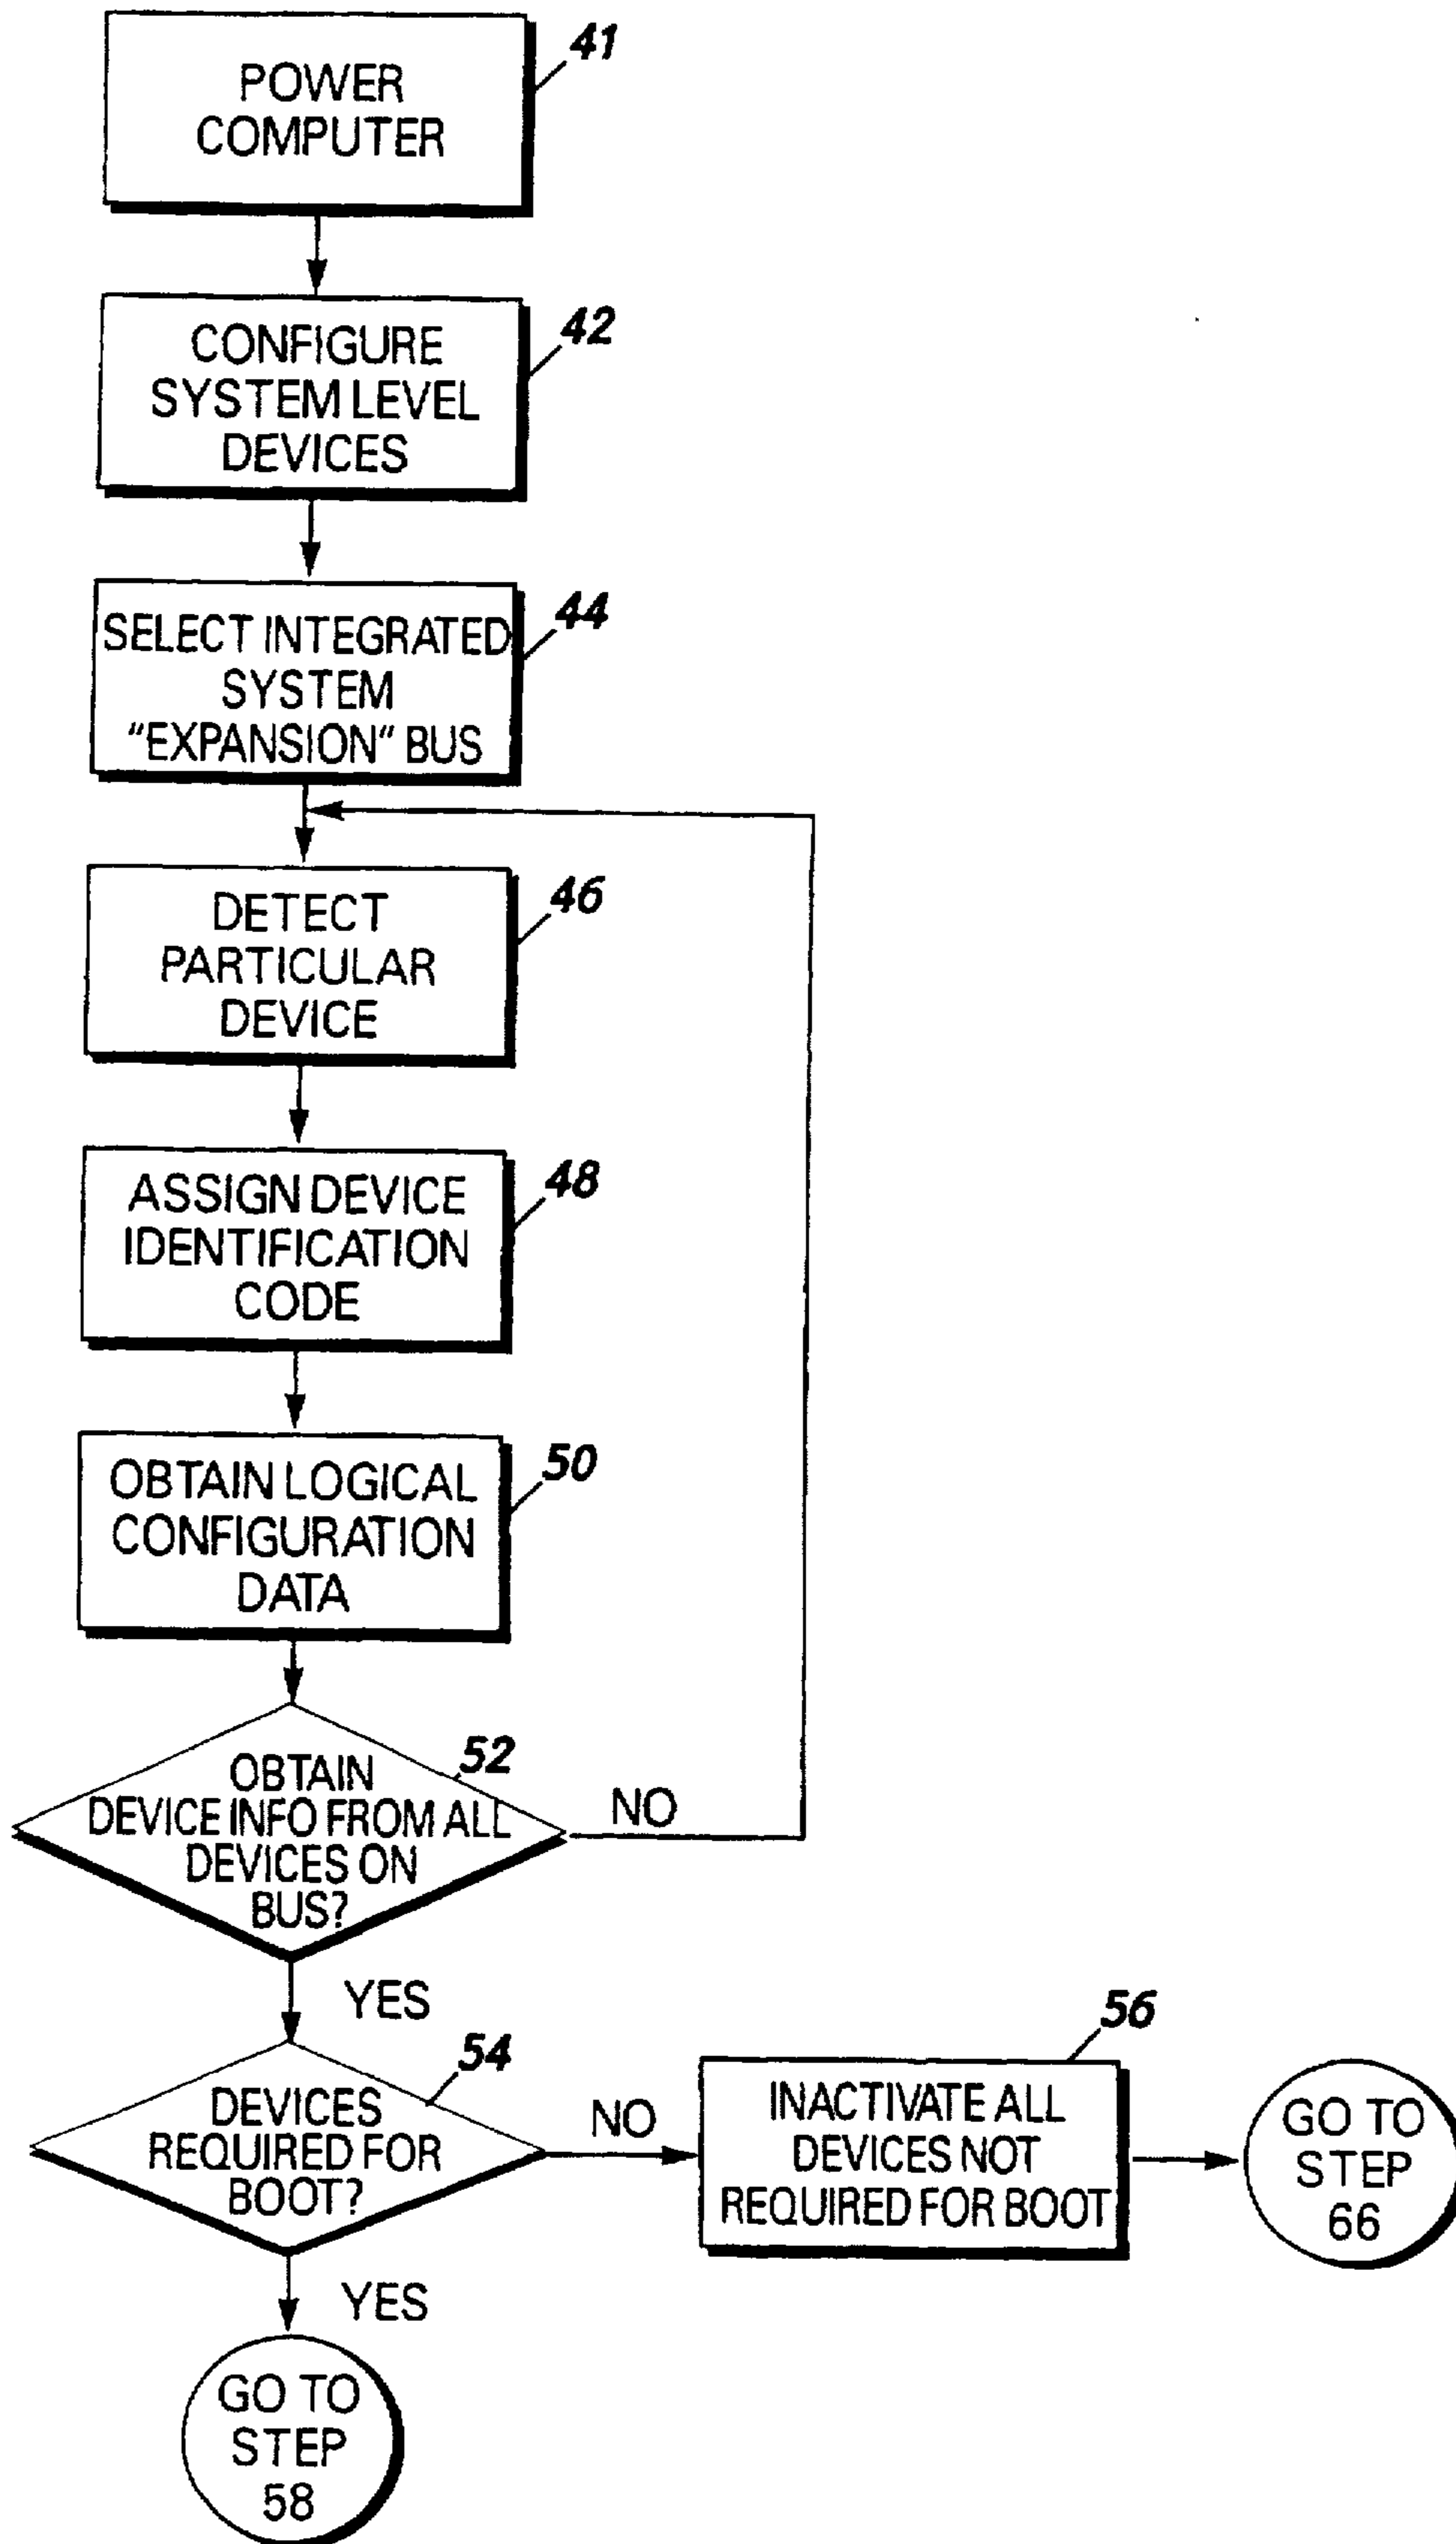 41
POWER
COMPUTER
42
CONFIGURE
SYSTEM LEVEL
DEVICES
44
SELECT INTEGRATED
SYSTEM
"EXPANSION" BUS
46
DETECT
PARTICULAR
DEVICE
48
ASSIGN DEVICE
IDENTIFICATION
CODE
50
OBTAIN LOGICAL
CONFIGURATION
DATA
52
OBTAIN
DEVICE INFO FROM ALL
DEVICES ON
BUS?
NO
YES
54
DEVICES
REQUIRED FOR
BOOT?
NO
56
INACTIVATE ALL
DEVICES NOT
REQUIRED FOR BOOT
GO TO
STEP
66
YES
GO TO
STEP
58